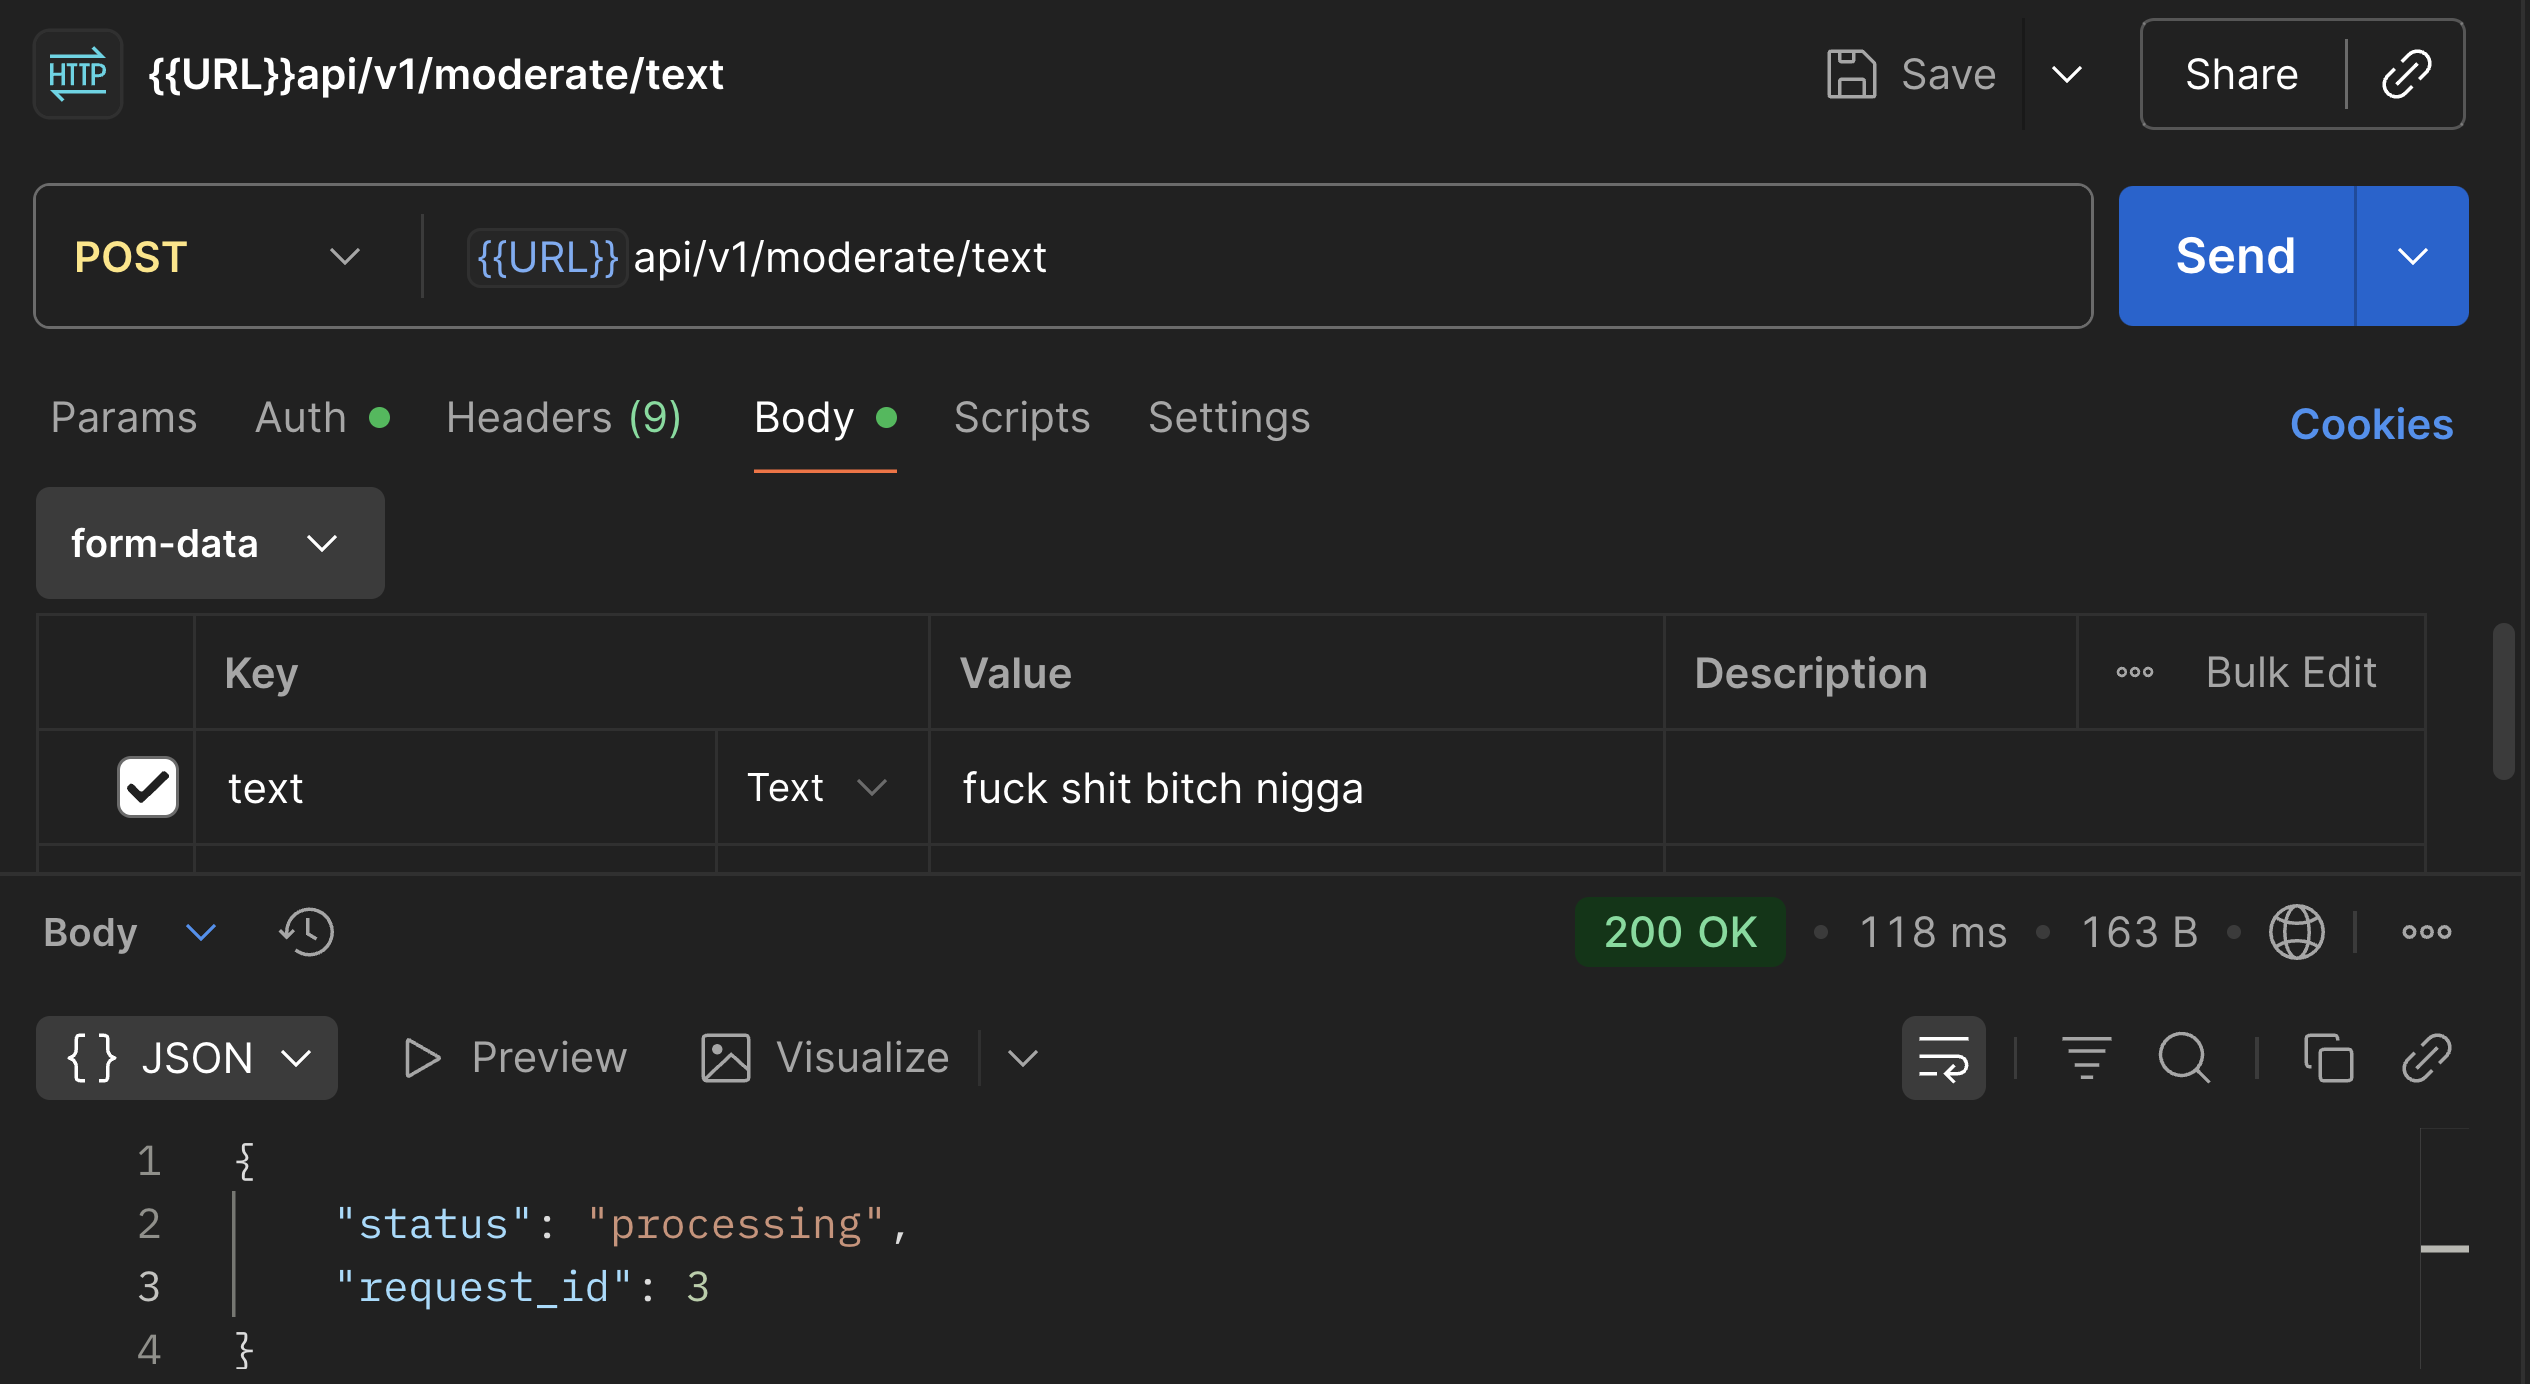 HTTP {{URL}}api/v1/moderate/text Save Share
POST {{URL}} api/v1/moderate/text Send
Params Auth Headers (9) Body Scripts Settings Cookies
form-data
Key Value Description Bulk Edit
text Text fuck shit bitch nigga
Body 200 OK 118 ms 163 B
{} JSON Preview Visualize
1 {
2 "status": "processing",
3 "request_id": 3
4 }